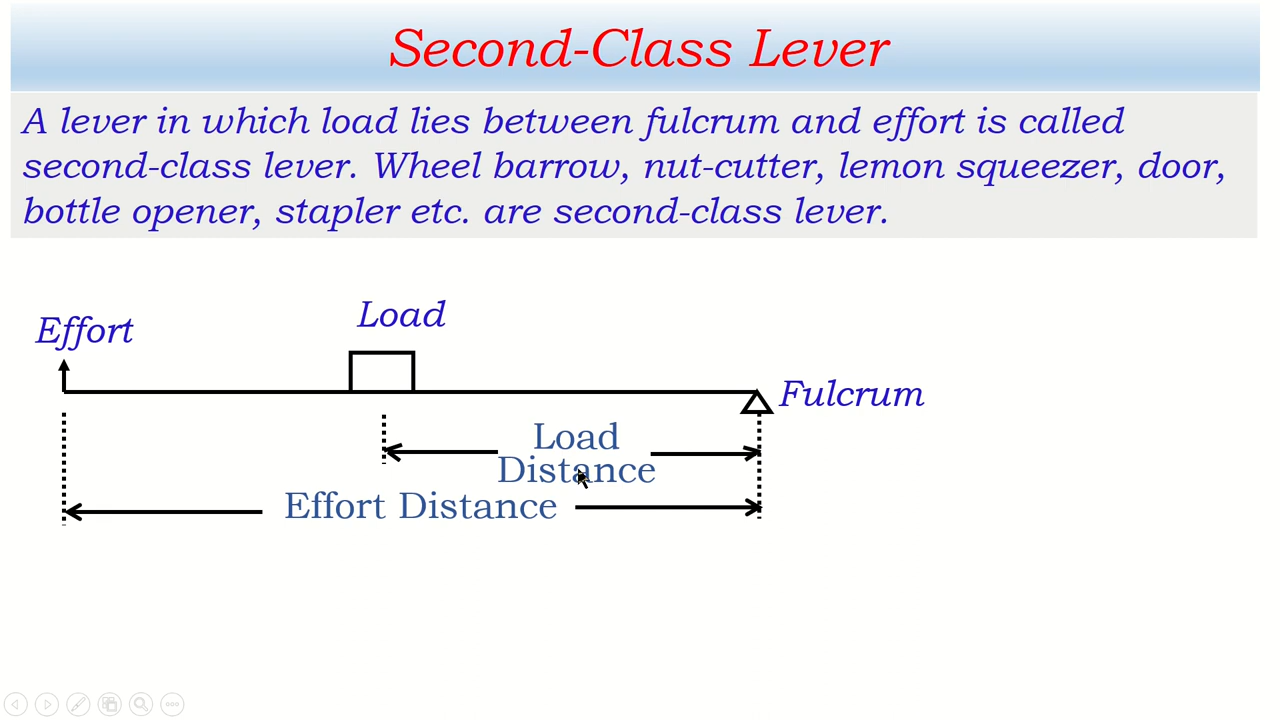 Second-Class Lever
A lever in which load lies between fulcrum and effort is called
second-class lever. Wheel barrow, nut-cutter, lemon squeezer, door,
bottle opener, stapler etc. are second-class lever.
Load
Effort
Fulcrum
Load
Distance
Effort Distance